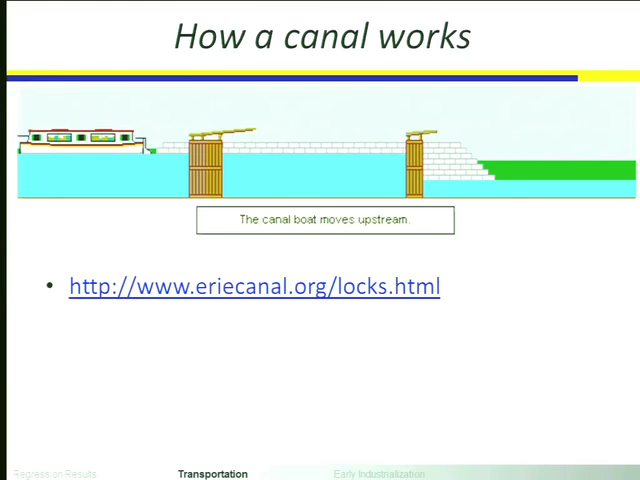 How a canal works
The canal boat moves upstream.
• http://www.eriecanal.org/locks.html
Regression Results Transportation Early Industrialization